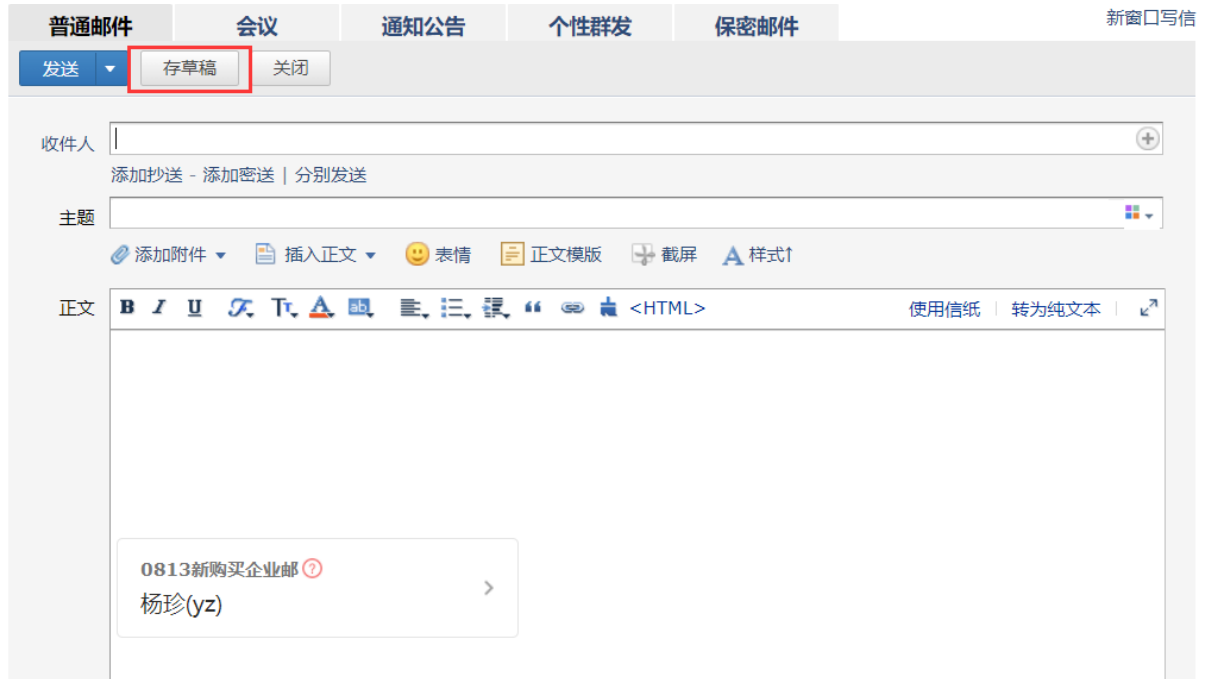 普通邮件 会议 通知公告 个性群发 保密邮件 新窗口写信
发送 存草稿 关闭
收件人
添加抄送 - 添加密送 | 分别发送
主题
添加附件 插入正文 表情 正文模版 截屏 A 样式↑
正文 B I U F Tt A ab <HTML> 使用信纸 转为纯文本
0813新购买企业邮?
杨珍(yz)